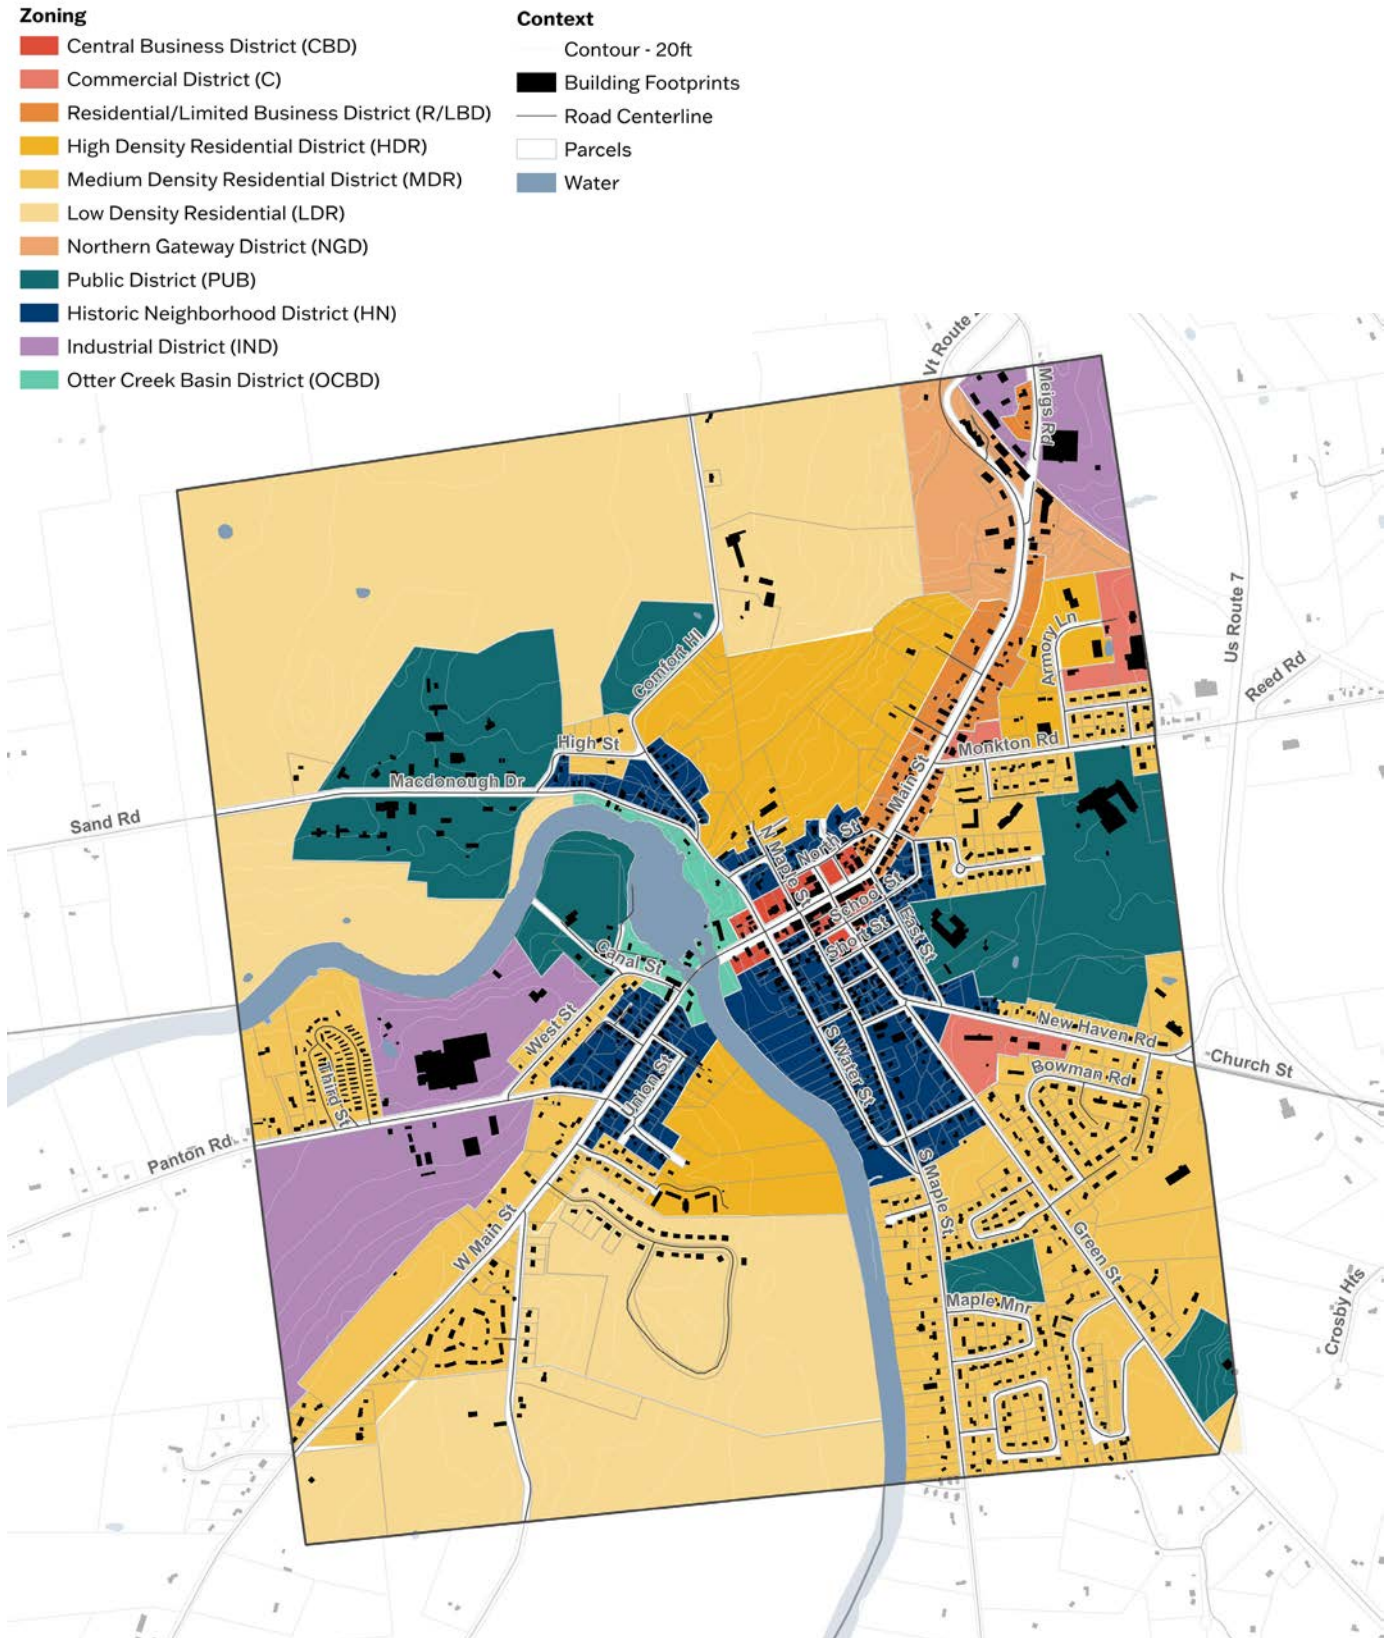 Zoning
Central Business District (CBD)
Commercial District (C)
Residential/Limited Business District (R/LBD)
High Density Residential District (HDR)
Medium Density Residential District (MDR)
Low Density Residential (LDR)
Northern Gateway District (NGD)
Public District (PUB)
Historic Neighborhood District (HN)
Industrial District (IND)
Otter Creek Basin District (OCBD)
Context
Contour - 20ft
Building Footprints
Road Centerline
Parcels
Water
Vt Route
Meigs Rd
Us Route 7
Reed Rd
Armory Ln
Comfort Hl
High St
Monkton Rd
Macdonough Dr
Main St
Sand Rd
North St
N Maple St
School St
Short St
East St
Canal St
West St
New Haven Rd
Church St
Bowman Rd
S Water St
Union St
Third St
Panton Rd
S Maple St
W Main St
Green St
Maple Mnr
Crosby Hts